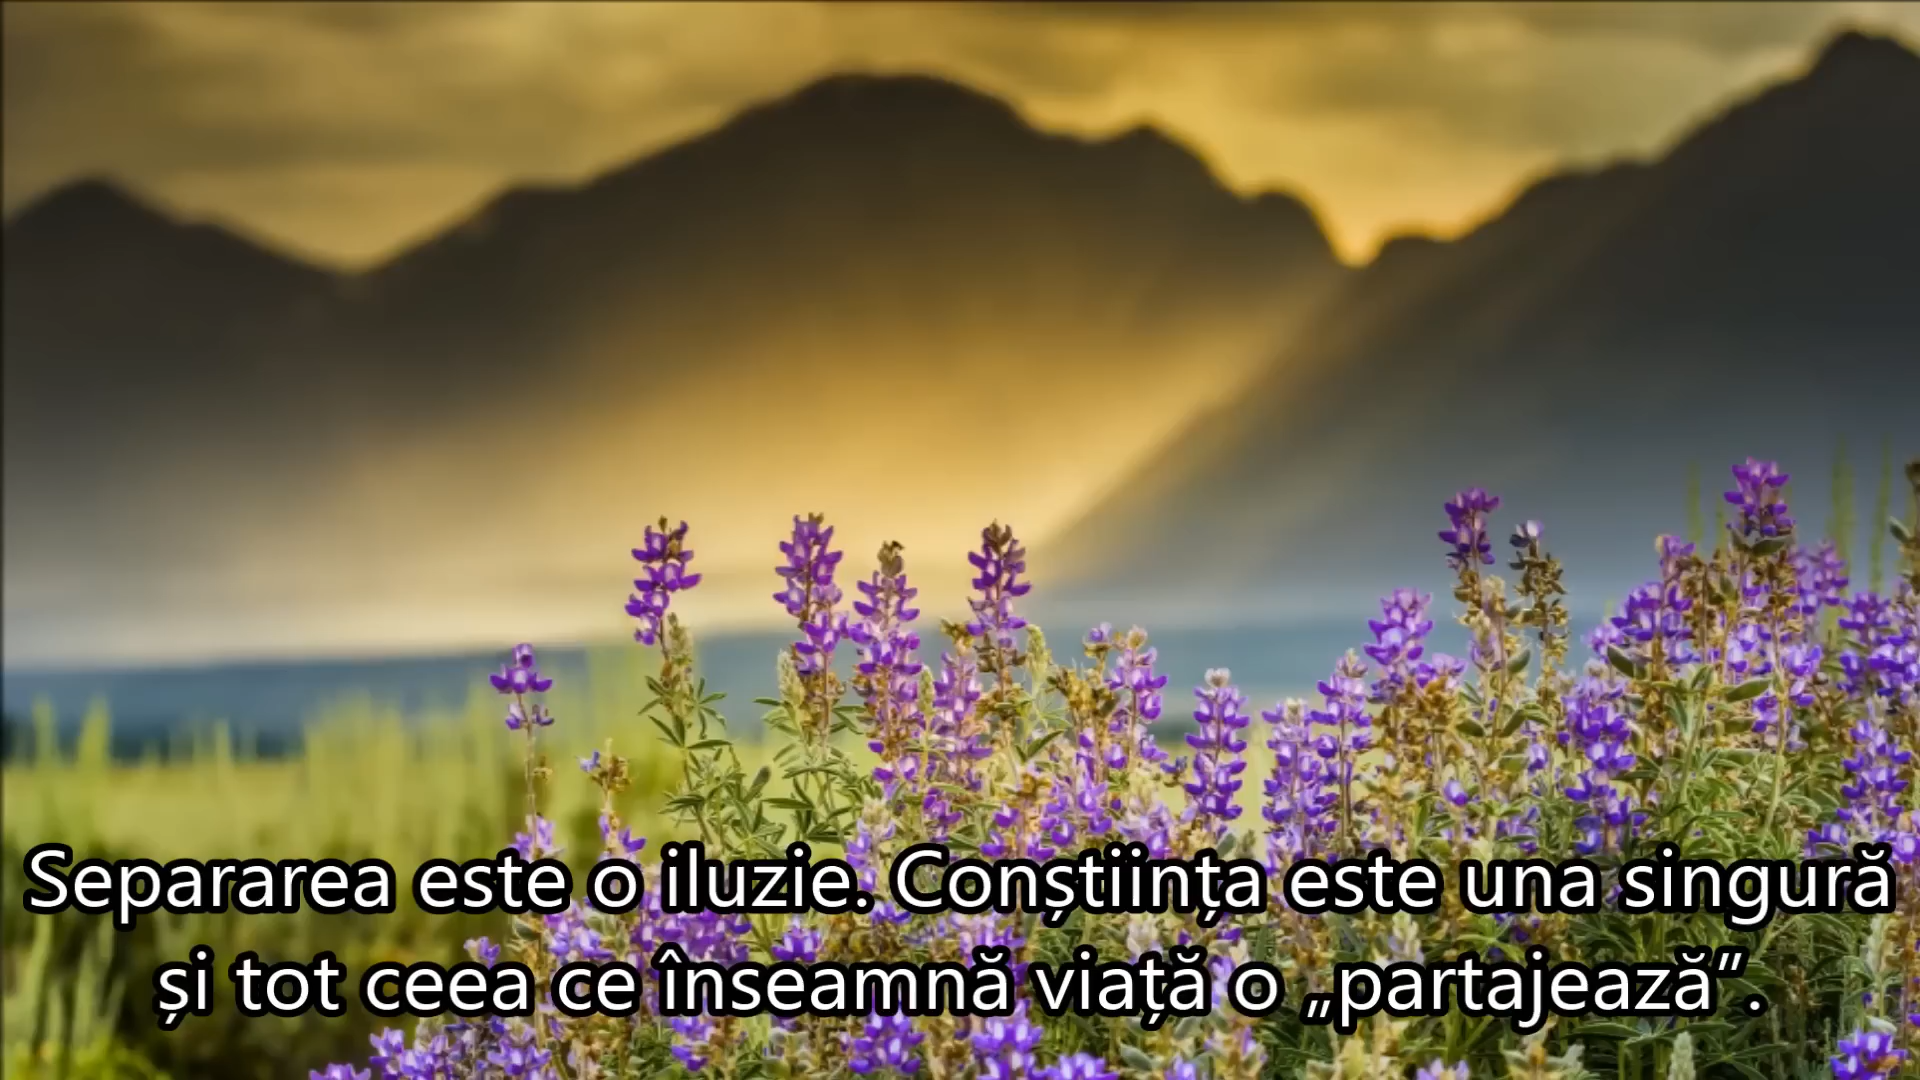 Separarea este o iluzie. Conștiința este una singură
și tot ceea ce înseamnă viață o „partajează”.